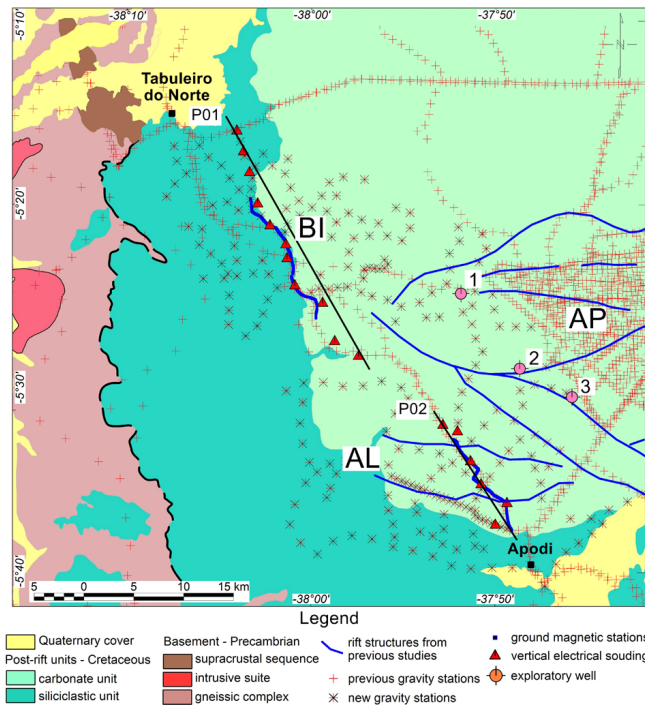 -38°10'
-38°00'
-37°50'
-5°10'
Tabuleiro
do Norte
P01
-5°20'
BI
1
AP
2
-5°30'
3
P02
AL
Apodi
-5°40'
5 0 5 10 15 km
-38°00'
-37°50'
Legend
Quaternary cover
Post-rift units - Cretaceous
carbonate unit
siliciclastic unit
Basement - Precambrian
supracrustal sequence
intrusive suite
gneissic complex
rift structures from
previous studies
previous gravity stations
new gravity stations
ground magnetic stations
vertical electrical souding
exploratory well